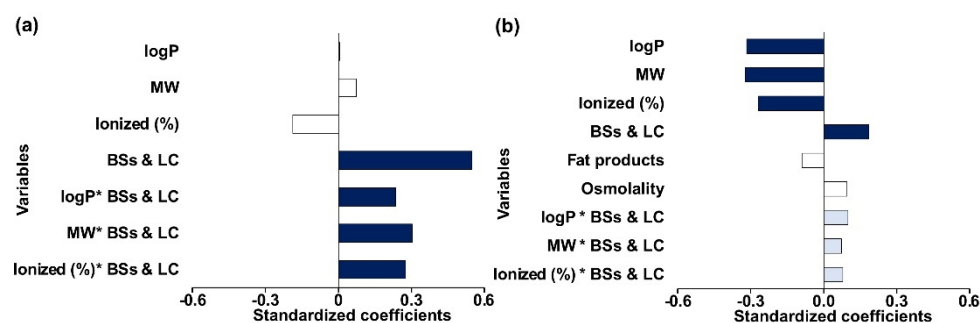 (a)
logP
MW
Ionized (%)
BSs & LC
logP* BSs & LC
MW* BSs & LC
Ionized (%)* BSs & LC
Variables
-0.6 -0.3 0 0.3 0.6
Standardized coefficients
(b)
logP
MW
Ionized (%)
BSs & LC
Fat products
Osmolality
logP * BSs & LC
MW * BSs & LC
Ionized (%) * BSs & LC
Variables
-0.6 -0.3 0.0 0.3 0.6
Standardized coefficients